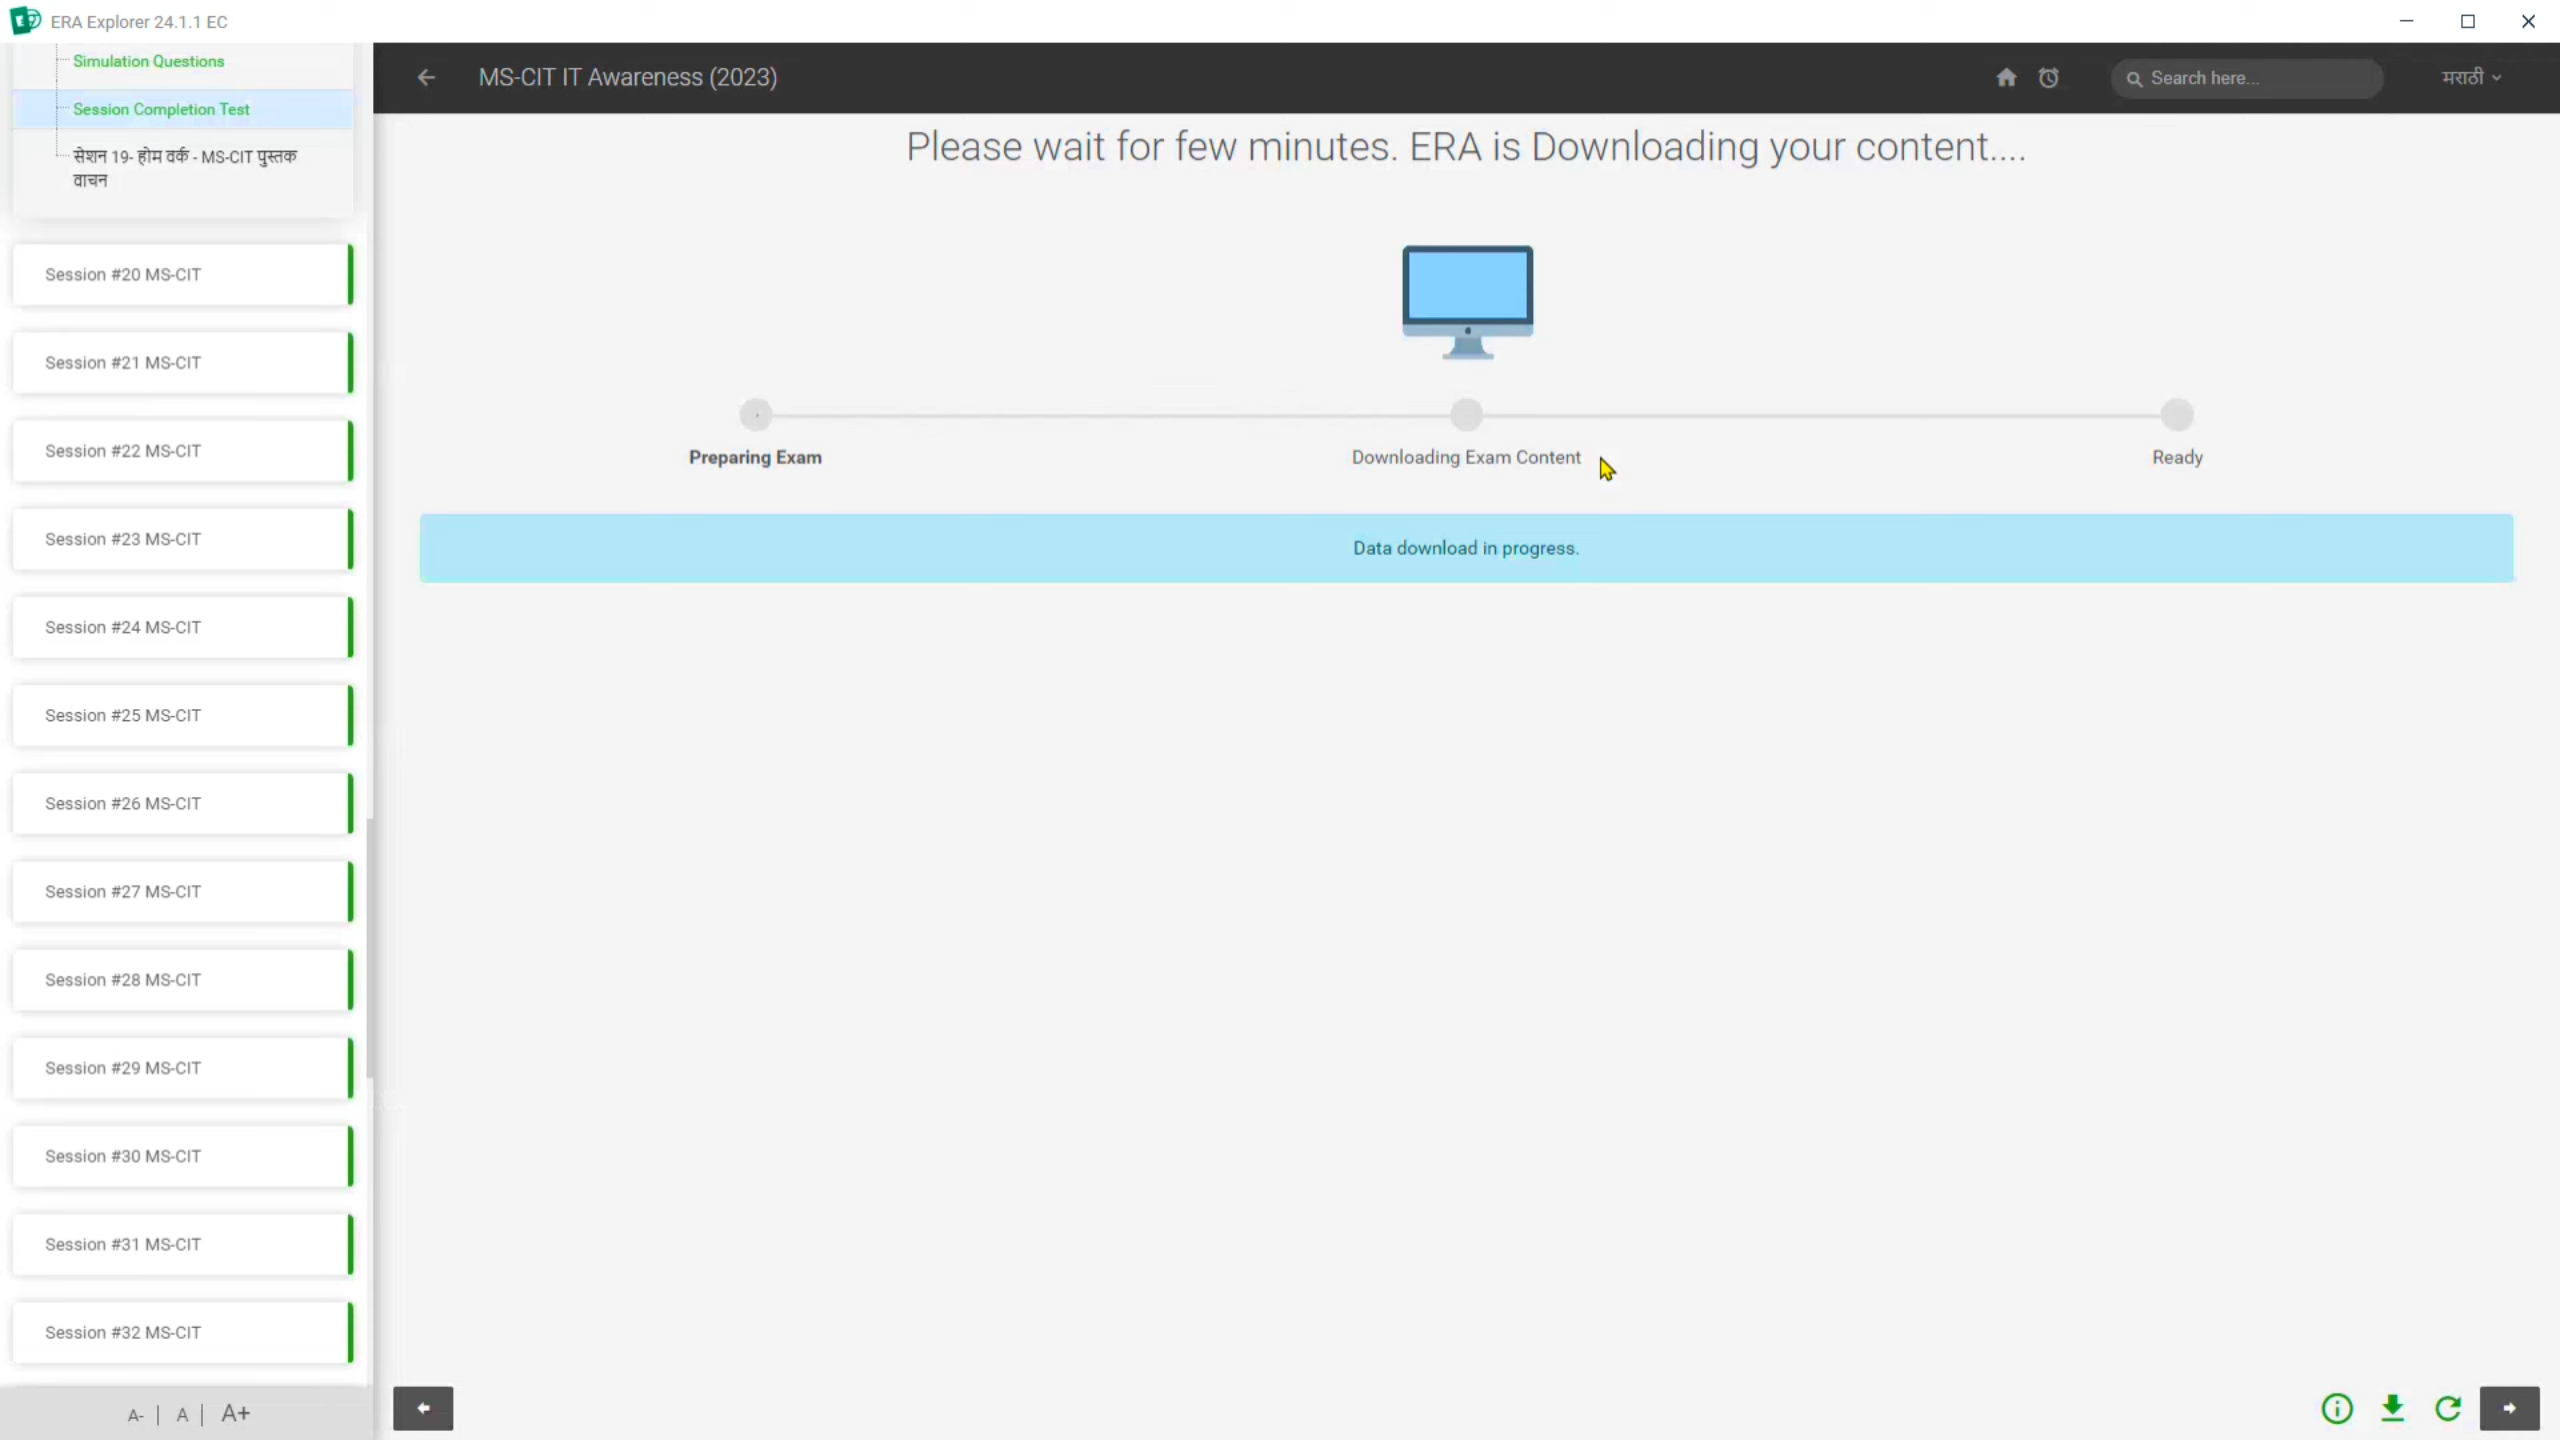 ERA Explorer 24.1.1 EC
Simulation Questions
Session Completion Test
सेशन 19- होम वर्क - MS-CIT पुस्तक
वाचन
Session #20 MS-CIT
Session #21 MS-CIT
Session #22 MS-CIT
Session #23 MS-CIT
Session #24 MS-CIT
Session #25 MS-CIT
Session #26 MS-CIT
Session #27 MS-CIT
Session #28 MS-CIT
Session #29 MS-CIT
Session #30 MS-CIT
Session #31 MS-CIT
Session #32 MS-CIT
A- | A | A+
MS-CIT IT Awareness (2023)
Search here...
मराठी
Please wait for few minutes. ERA is Downloading your content....
Preparing Exam
Downloading Exam Content
Ready
Data download in progress.